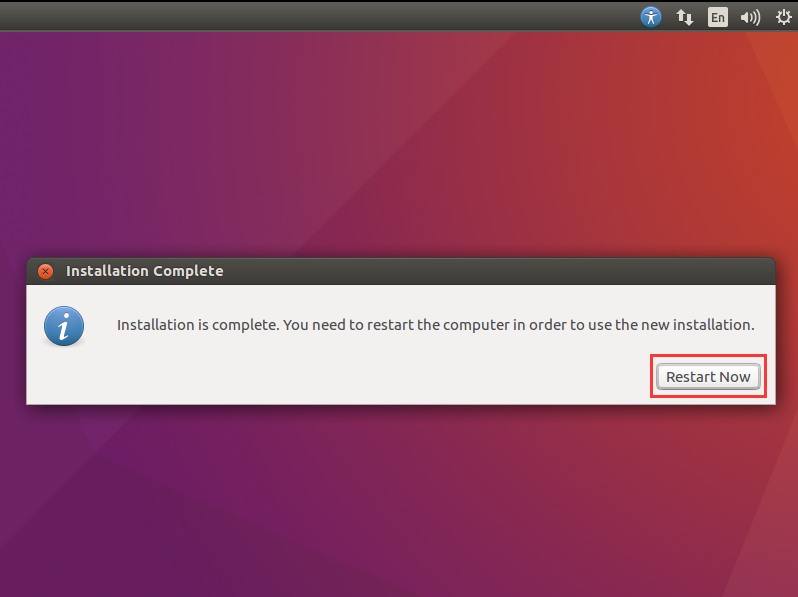 En
Installation Complete
Installation is complete. You need to restart the computer in order to use the new installation.
Restart Now